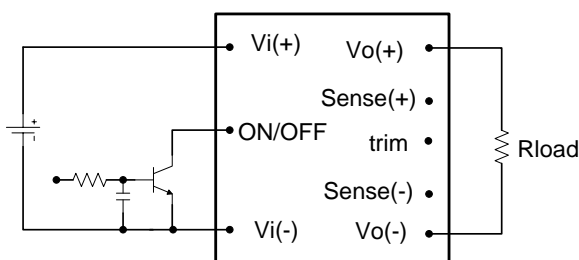 Vi(+)
Vo(+)
Sense(+)
ON/OFF
trim
Rload
Sense(-)
Vi(-)
Vo(-)
+
-